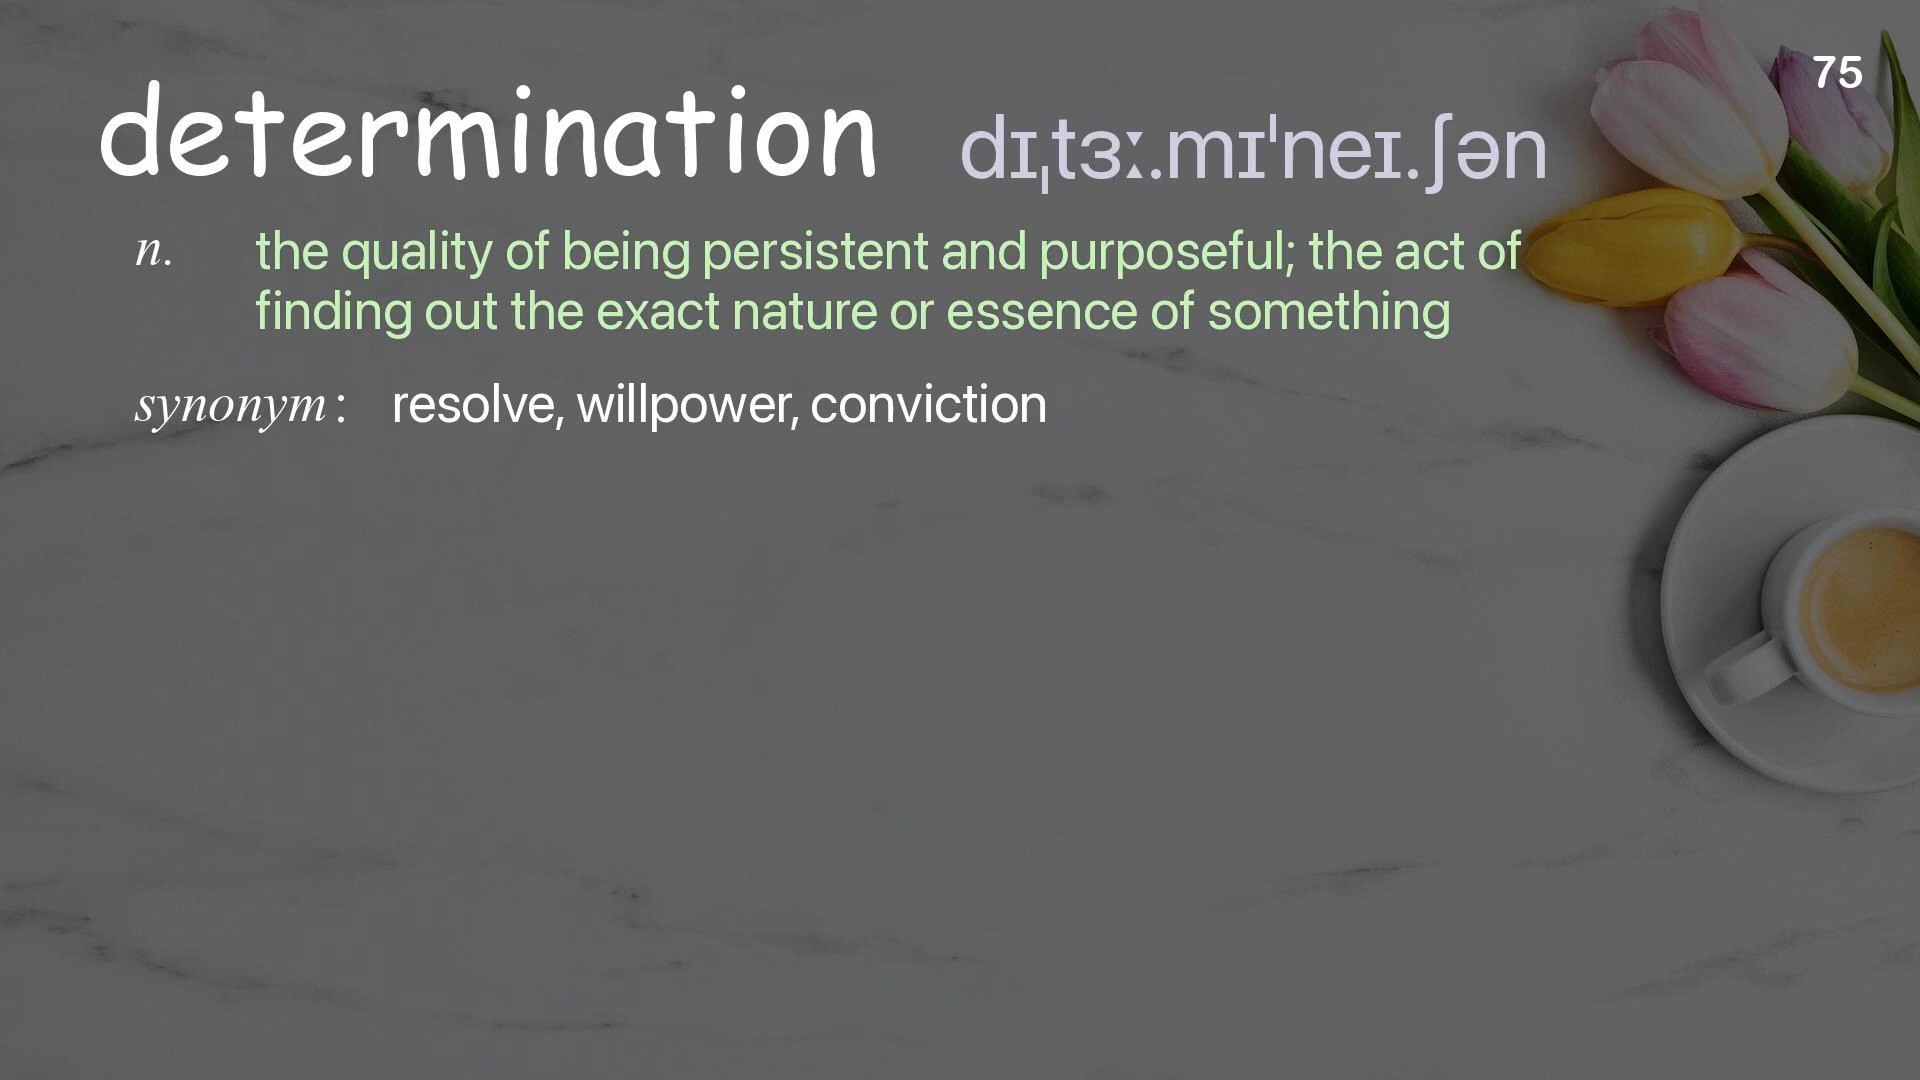 75
determination dɪˌtɜː.mɪˈneɪ.ʃən
n. the quality of being persistent and purposeful; the act of
finding out the exact nature or essence of something
synonym : resolve, willpower, conviction